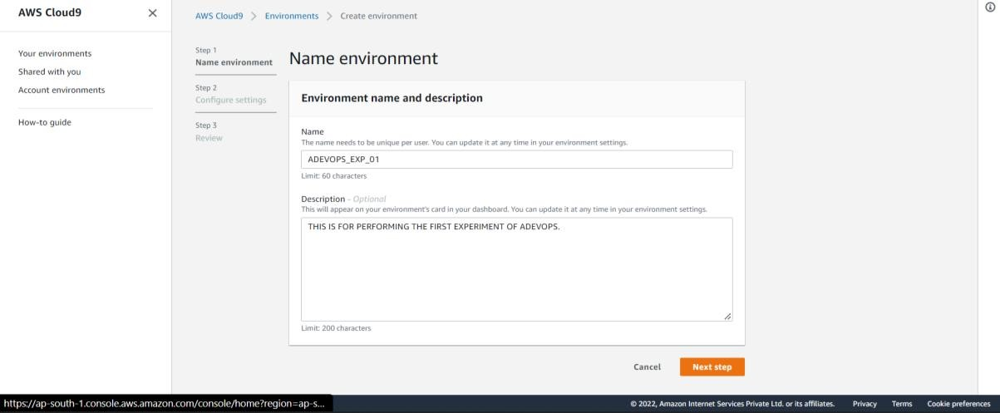 AWS Cloud9
Your environments
Shared with you
Account environments
How-to guide
AWS Cloud9 > Environments > Create environment
Step 1
Name environment
Step 2
Configure settings
Step 3
Review
Name environment
Environment name and description
Name
The name needs to be unique per user. You can update it at any time in your environment settings.
ADEVOPS_EXP_01
Limit: 60 characters
Description - Optional
This will appear on your environment's card in your dashboard. You can update it at any time in your environment settings.
THIS IS FOR PERFORMING THE FIRST EXPERIMENT OF ADEVOPS.
Limit: 200 characters
Cancel Next step
https://ap-south-1.console.aws.amazon.com/console/home?region=ap-s...
© 2022, Amazon Internet Services Private Ltd. or its affiliates. Privacy Terms Cookie preferences